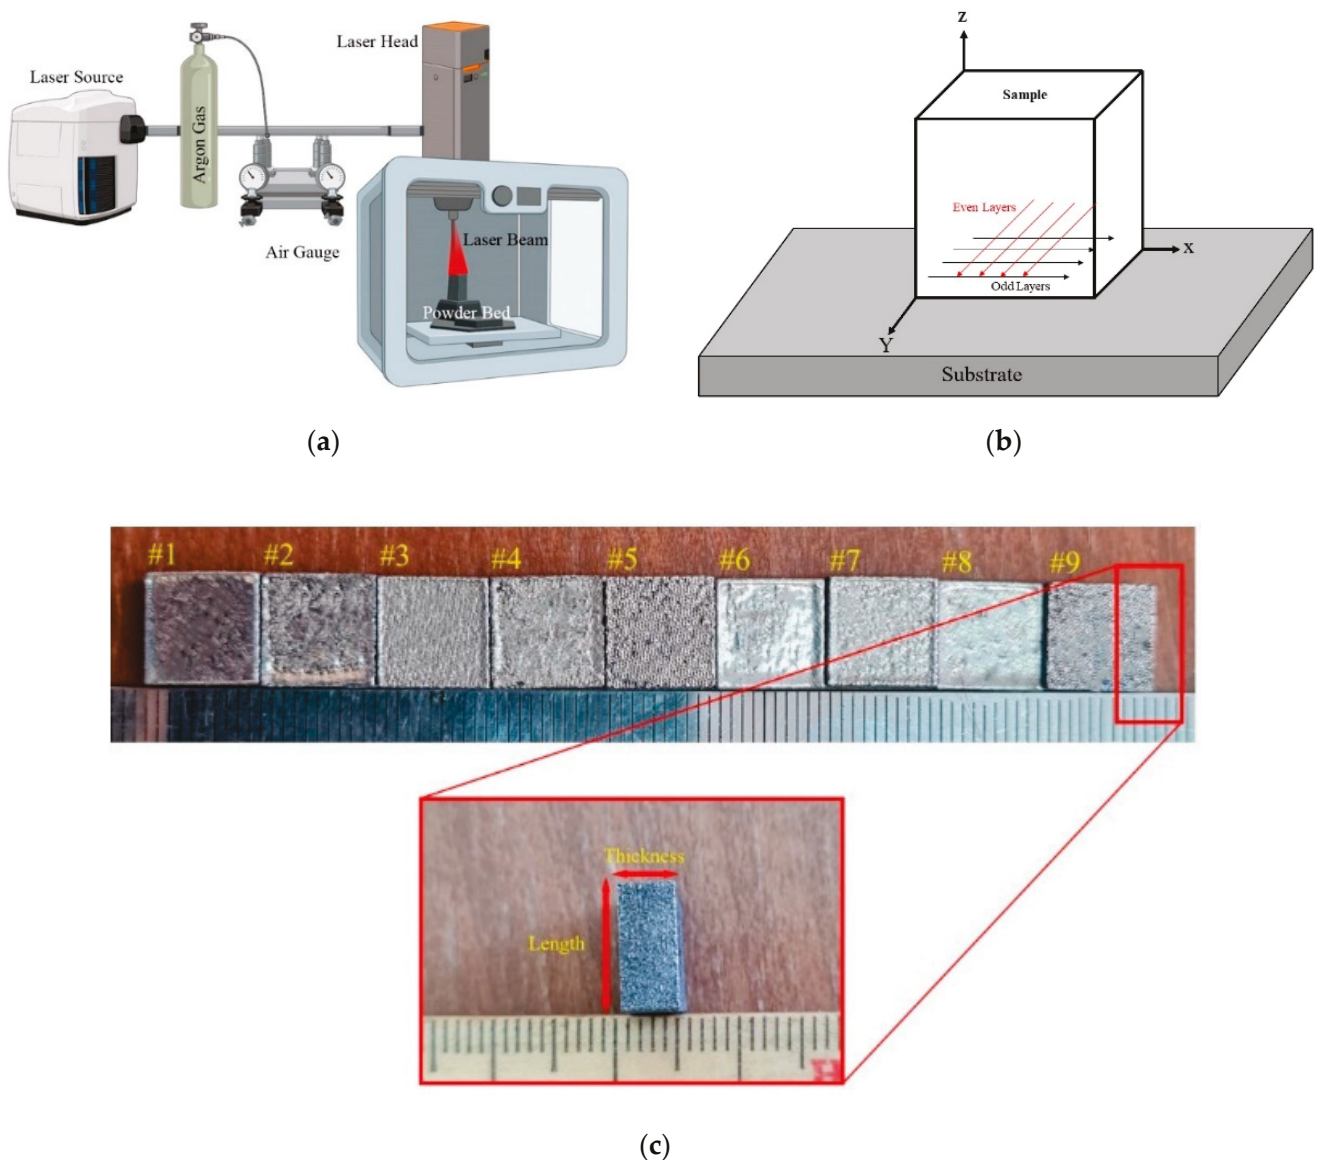 Laser Source
Argon Gas
Air Gauge
Laser Head
Laser Beam
Powder Bed
(a)
z
Sample
Even Layers
Odd Layers
x
Y
Substrate
(b)
#1 #2 #3 #4 #5 #6 #7 #8 #9
Thickness
Length
H
(c)